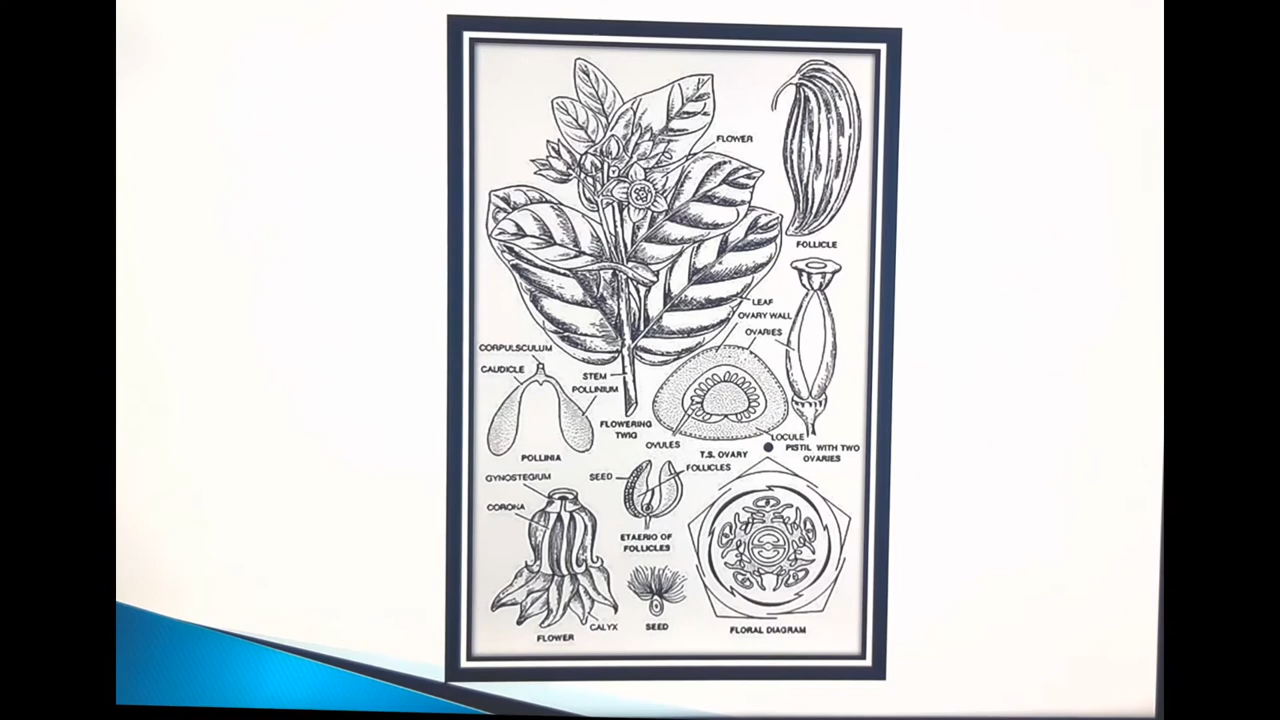 FLOWER
FOLLICLE
LEAF
OVARY WALL
OVARIES
CORPULSCULUM
CAUDICLE
STEM
POLLINIUM
FLOWERING
TWIG
OVULES
LOCULE
T.S. OVARY
PISTIL WITH TWO
OVARIES
POLLINIA
FOLLICLES
SEED
GYNOSTEGIUM
CORONA
ETAERIO OF
FOLLICLES
CALYX
SEED
FLOWER
FLORAL DIAGRAM